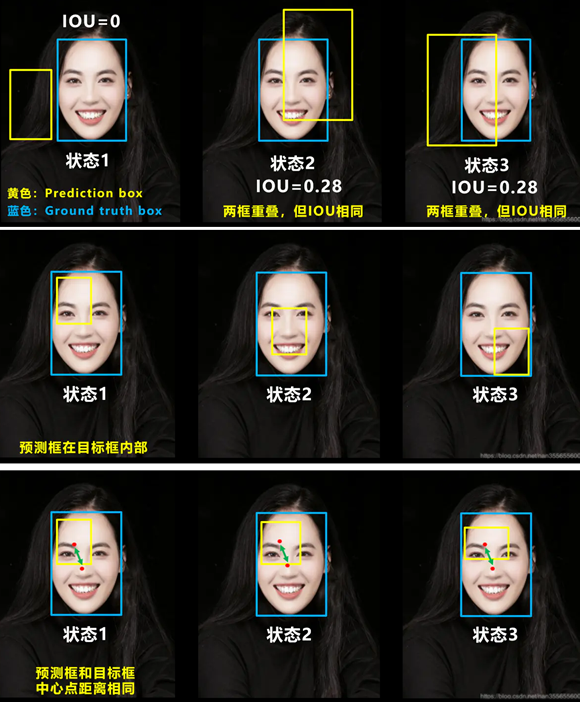 IOU=0
状态1
状态2
状态3
IOU=0.28
IOU=0.28
黄色：Prediction box
蓝色：Ground truth box
两框重叠，但IOU相同
两框重叠，但IOU相同
状态1
状态2
状态3
预测框在目标框内部
状态1
状态2
状态3
预测框和目标框
中心点距离相同